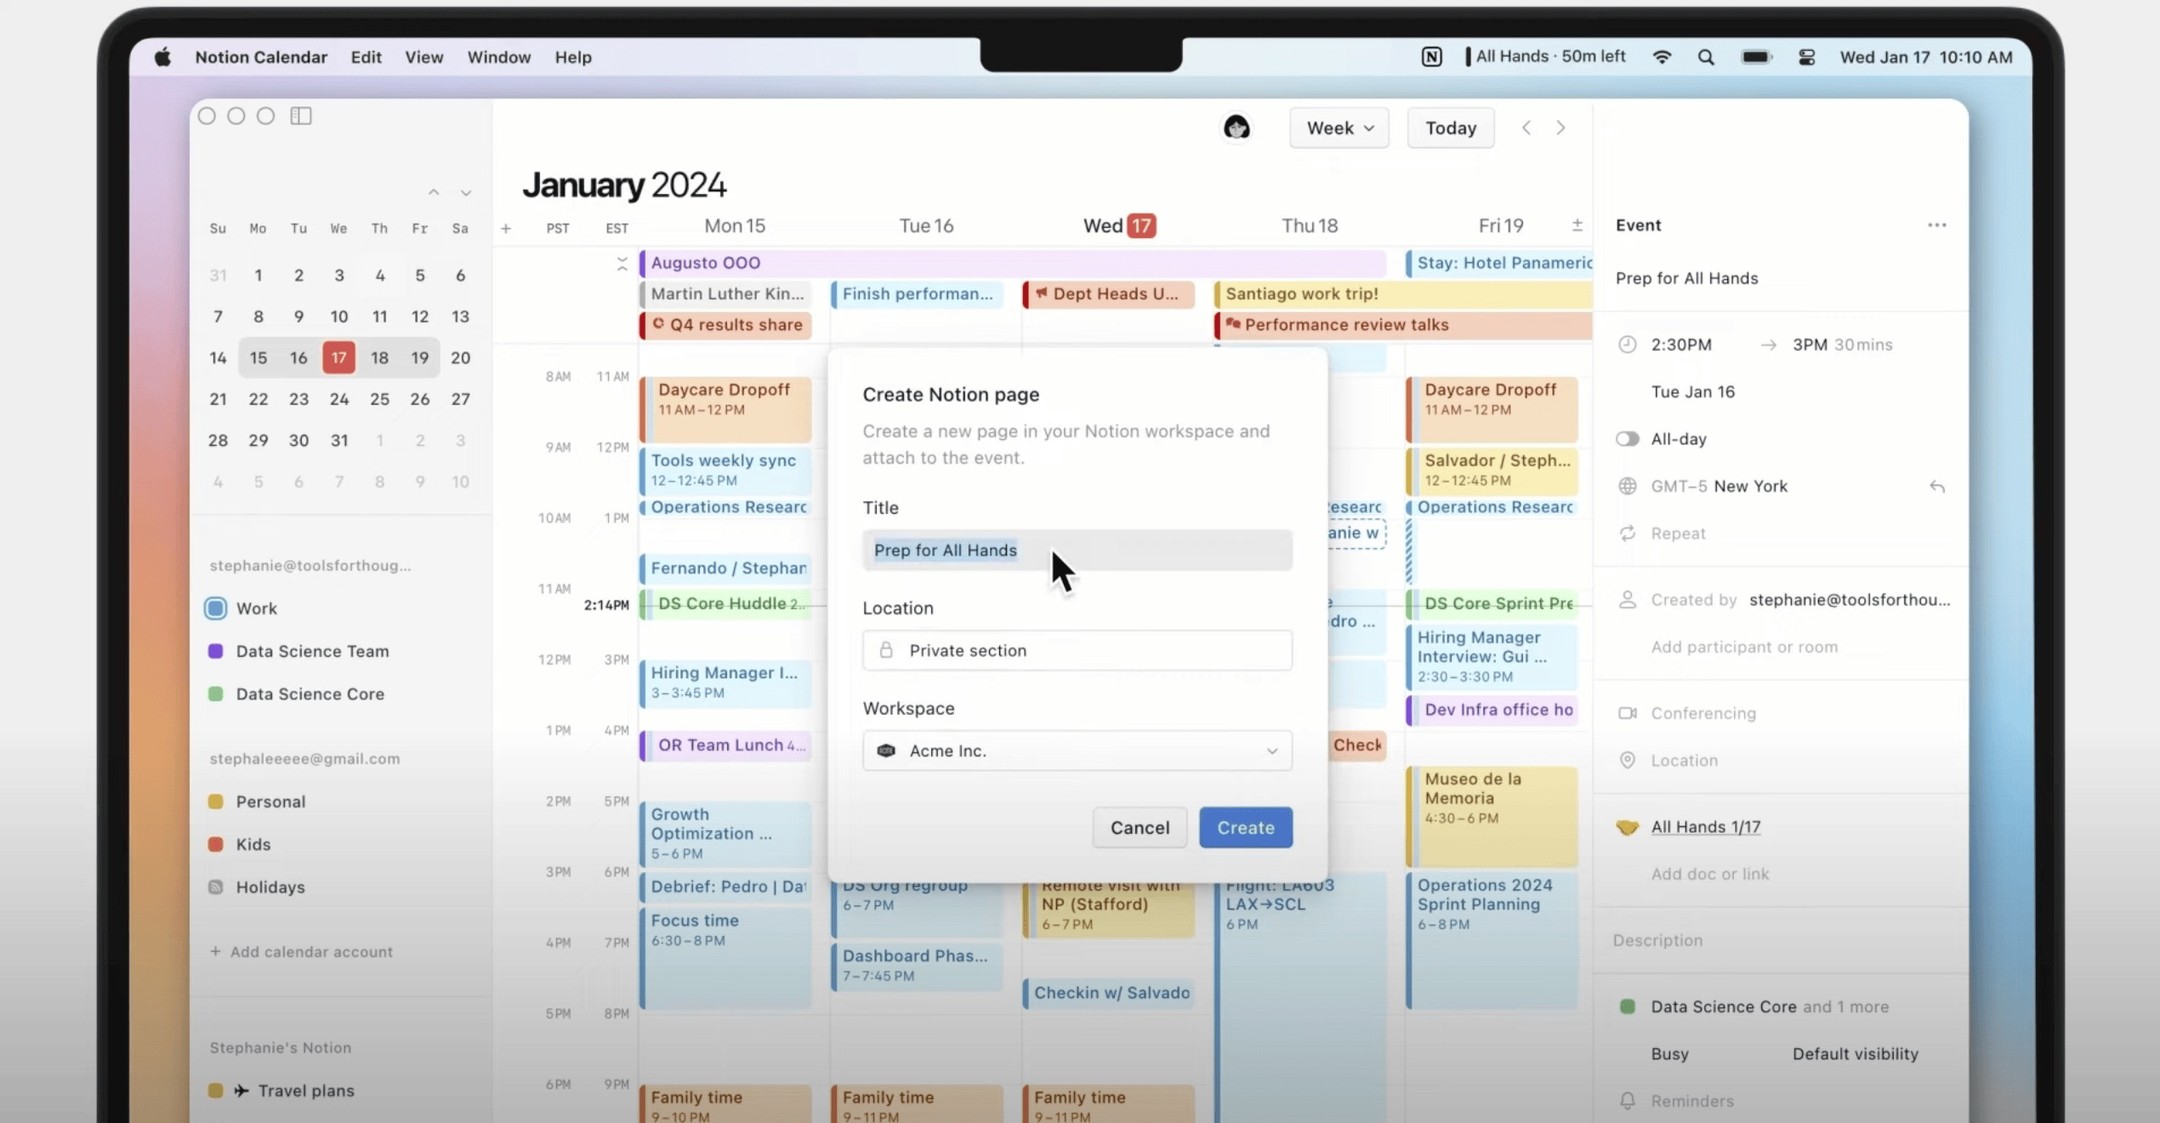 Notion Calendar Edit View Window Help
All Hands · 50m left
Wed Jan 17 10:10 AM
Week
Today
January 2024
Su Mo Tu We Th Fr Sa
31 1 2 3 4 5 6
7 8 9 10 11 12 13
14 15 16 17 18 19 20
21 22 23 24 25 26 27
28 29 30 31 1 2 3
4 5 6 7 8 9 10
stephanie@toolsforthoug...
Work
Data Science Team
Data Science Core
stephaleeeee@gmail.com
Personal
Kids
Holidays
+ Add calendar account
Stephanie's Notion
Travel plans
+ PST EST
Mon 15
Tue 16
Wed 17
Thu 18
Fri 19
Augusto OOO
Stay: Hotel Panameric
Martin Luther Kin...
Finish performan...
Dept Heads U...
Santiago work trip!
Q4 results share
Performance review talks
8AM 11AM
9AM 12PM
10AM 1PM
11AM
2:14PM
12PM 3PM
1PM 4PM
2PM 5PM
3PM 6PM
4PM 7PM
5PM 8PM
6PM 9PM
Daycare Dropoff
11 AM–12 PM
Tools weekly sync
12–12:45 PM
Operations Researc
Fernando / Stephan
DS Core Huddle 2...
Hiring Manager I...
3–3:45 PM
OR Team Lunch 4...
Growth
Optimization ...
5–6 PM
Debrief: Pedro | Da
Focus time
6:30–8 PM
Family time
9–10 PM
DS Org regroup
6–7 PM
Dashboard Phas...
7–7:45 PM
Family time
9–11 PM
Remote visit with
NP (Stafford)
6–7 PM
Checkin w/ Salvado
Family time
9–11 PM
esearc
anie w
dro ...
Check
Flight: LA603
LAX→SCL
6 PM
Daycare Dropoff
11 AM–12 PM
Salvador / Steph...
12–12:45 PM
Operations Researc
DS Core Sprint Pre
Hiring Manager
Interview: Gui ...
2:30–3:30 PM
Dev Infra office ho
Museo de la
Memoria
4:30–6 PM
Operations 2024
Sprint Planning
6–8 PM
Create Notion page
Create a new page in your Notion workspace and
attach to the event.
Title
Prep for All Hands
Location
Private section
Workspace
Acme Inc.
Cancel
Create
Event
Prep for All Hands
2:30PM → 3PM 30mins
Tue Jan 16
All-day
GMT–5 New York
Repeat
Created by stephanie@toolsforthou...
Add participant or room
Conferencing
Location
All Hands 1/17
Add doc or link
Description
Data Science Core and 1 more
Busy Default visibility
Reminders